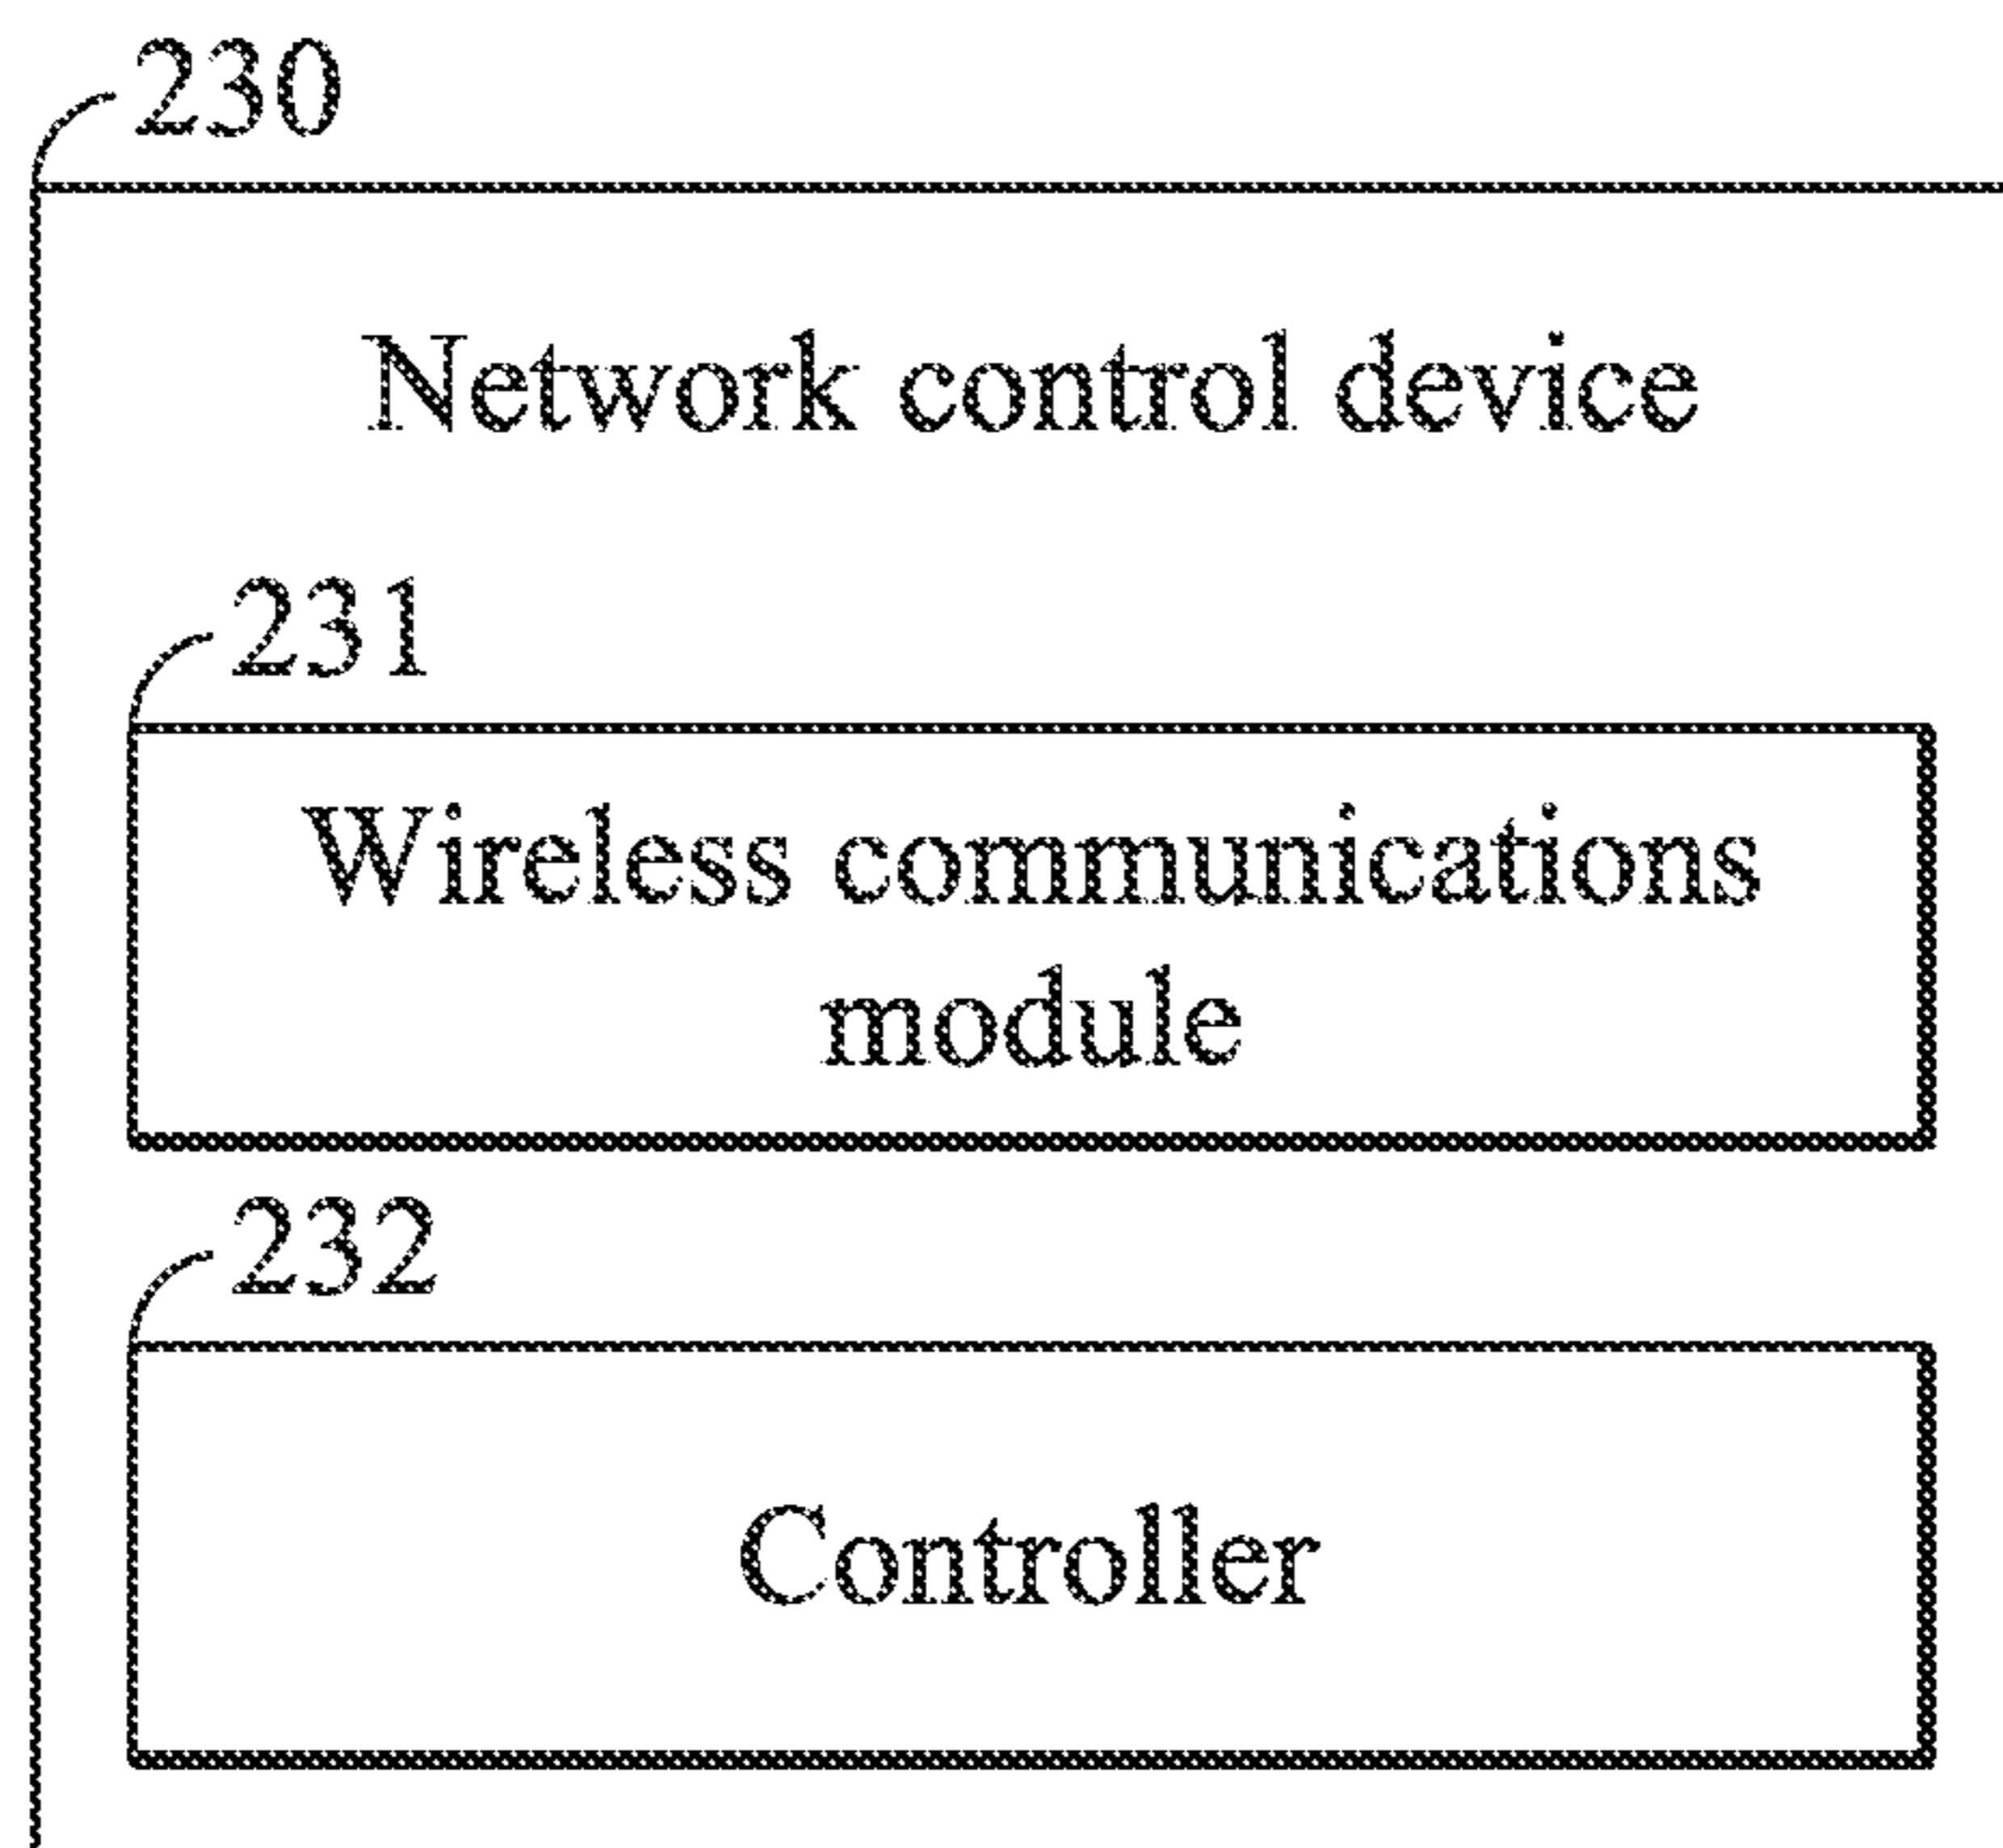 230
Network control device
231
Wireless communications
module
232
Controller